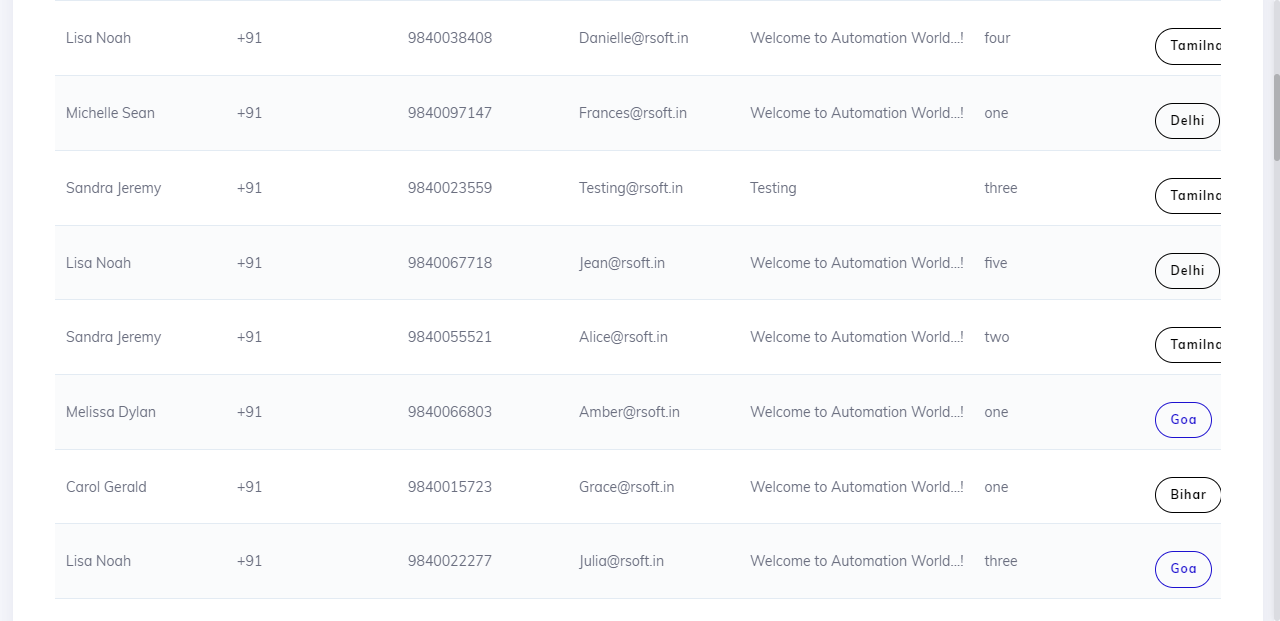 Lisa Noah +91 9840038408 Danielle@rsoft.in Welcome to Automation World...! four Tamilna
Michelle Sean +91 9840097147 Frances@rsoft.in Welcome to Automation World...! one Delhi
Sandra Jeremy +91 9840023559 Testing@rsoft.in Testing three Tamilna
Lisa Noah +91 9840067718 Jean@rsoft.in Welcome to Automation World...! five Delhi
Sandra Jeremy +91 9840055521 Alice@rsoft.in Welcome to Automation World...! two Tamilna
Melissa Dylan +91 9840066803 Amber@rsoft.in Welcome to Automation World...! one Goa
Carol Gerald +91 9840015723 Grace@rsoft.in Welcome to Automation World...! one Bihar
Lisa Noah +91 9840022277 Julia@rsoft.in Welcome to Automation World...! three Goa